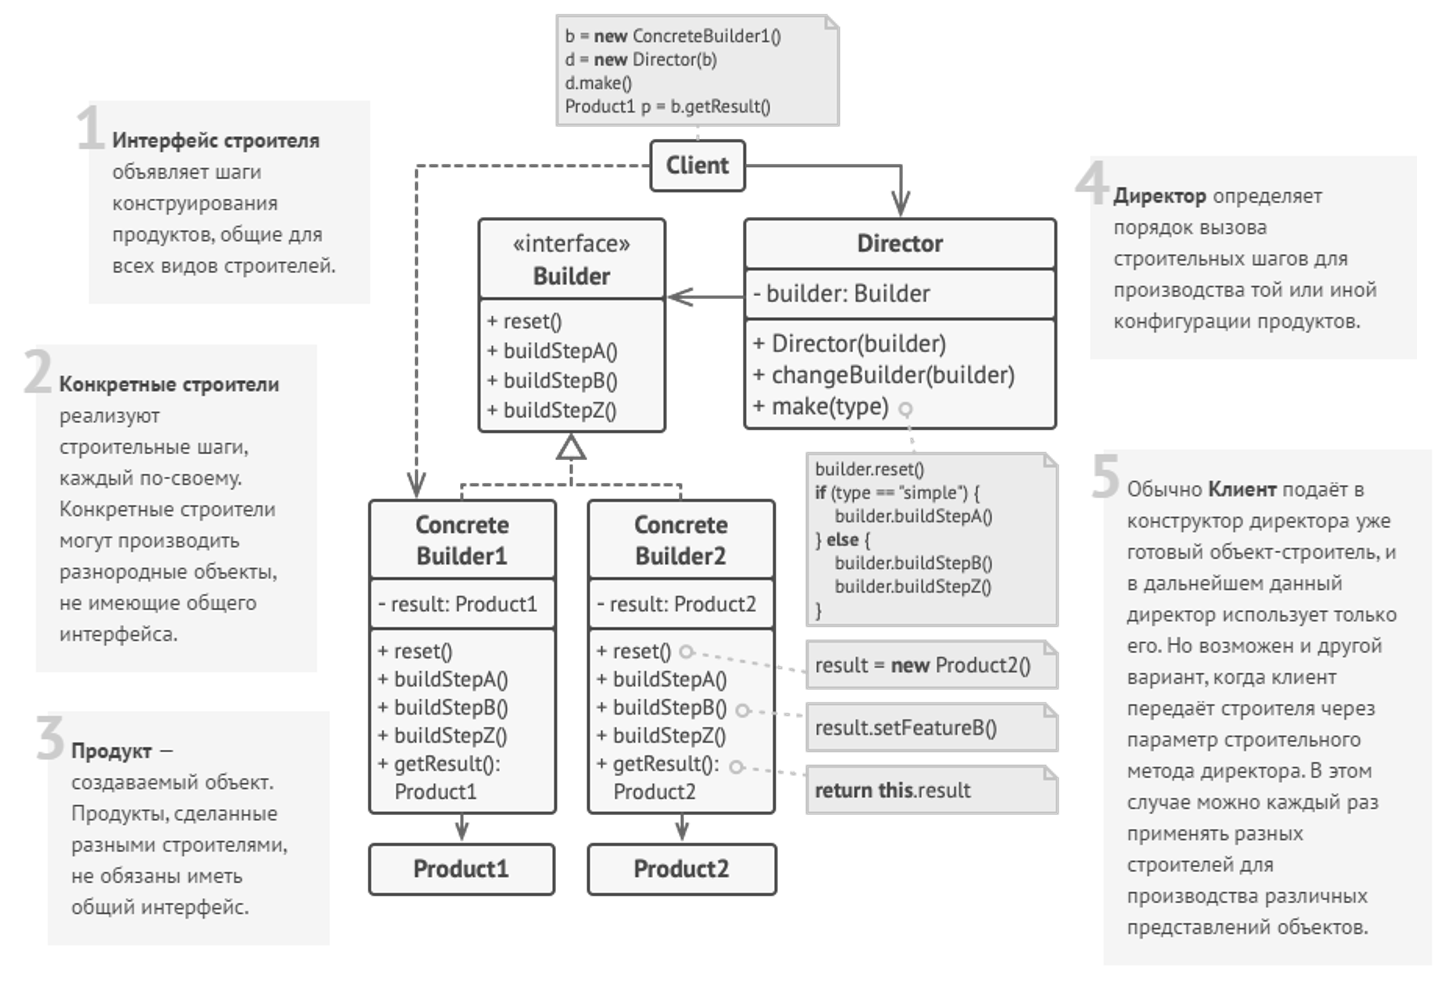 b = new ConcreteBuilder1()
d = new Director(b)
d.make()
Product1 p = b.getResult()
1
Интерфейс строителя
объявляет шаги
конструирования
продуктов, общие для
всех видов строителей.
Client
4
Директор определяет
порядок вызова
строительных шагов для
производства той или иной
конфигурации продуктов.
«interface»
Builder
+ reset()
+ buildStepA()
+ buildStepB()
+ buildStepZ()
Director
- builder: Builder
+ Director(builder)
+ changeBuilder(builder)
+ make(type)
2
Конкретные строители
реализуют
строительные шаги,
каждый по-своему.
Конкретные строители
могут производить
разнородные объекты,
не имеющие общего
интерфейса.
builder.reset()
if (type == "simple") {
builder.buildStepA()
} else {
builder.buildStepB()
builder.buildStepZ()
}
Concrete
Builder1
- result: Product1
+ reset()
+ buildStepA()
+ buildStepB()
+ buildStepZ()
+ getResult():
Product1
Concrete
Builder2
- result: Product2
+ reset()
+ buildStepA()
+ buildStepB()
+ buildStepZ()
+ getResult():
Product2
result = new Product2()
result.setFeatureB()
return this.result
5
Обычно Клиент подаёт в
конструктор директора уже
готовый объект-строитель, и
в дальнейшем данный
директор использует только
его. Но возможен и другой
вариант, когда клиент
передаёт строителя через
параметр строительного
метода директора. В этом
случае можно каждый раз
применять разных
строителей для
производства различных
представлений объектов.
3
Продукт —
создаваемый объект.
Продукты, сделанные
разными строителями,
не обязаны иметь
общий интерфейс.
Product1
Product2